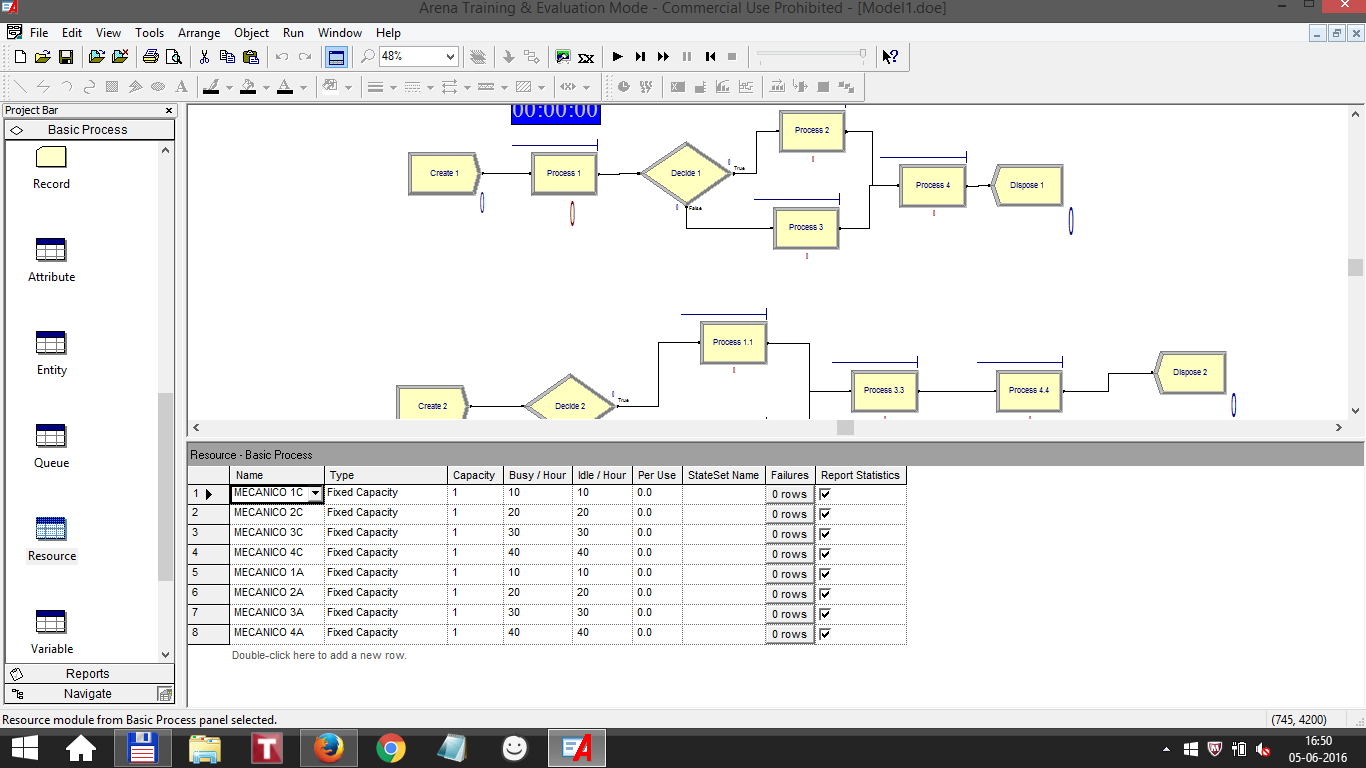 Arena Training & Evaluation Mode - Commercial Use Prohibited - [Model1.doe]
File Edit View Tools Arrange Object Run Window Help
48%
Project Bar
Basic Process
Record
Attribute
Entity
Queue
Resource
Variable
Reports
Navigate
00:00:00
Process 2
Create 1 Process 1 Decide 1 True Process 4 Dispose 1
False
Process 3
Process 1.1
Dispose 2
Process 3.3 Process 4.4
Create 2 Decide 2 True
Resource - Basic Process
Name Type Capacity Busy / Hour Idle / Hour Per Use StateSet Name Failures Report Statistics
1 MECANICO 1C Fixed Capacity 1 10 10 0.0 0 rows
2 MECANICO 2C Fixed Capacity 1 20 20 0.0 0 rows
3 MECANICO 3C Fixed Capacity 1 30 30 0.0 0 rows
4 MECANICO 4C Fixed Capacity 1 40 40 0.0 0 rows
5 MECANICO 1A Fixed Capacity 1 10 10 0.0 0 rows
6 MECANICO 2A Fixed Capacity 1 20 20 0.0 0 rows
7 MECANICO 3A Fixed Capacity 1 30 30 0.0 0 rows
8 MECANICO 4A Fixed Capacity 1 40 40 0.0 0 rows
Double-click here to add a new row.
Resource module from Basic Process panel selected.
(745, 4200)
16:50
05-06-2016